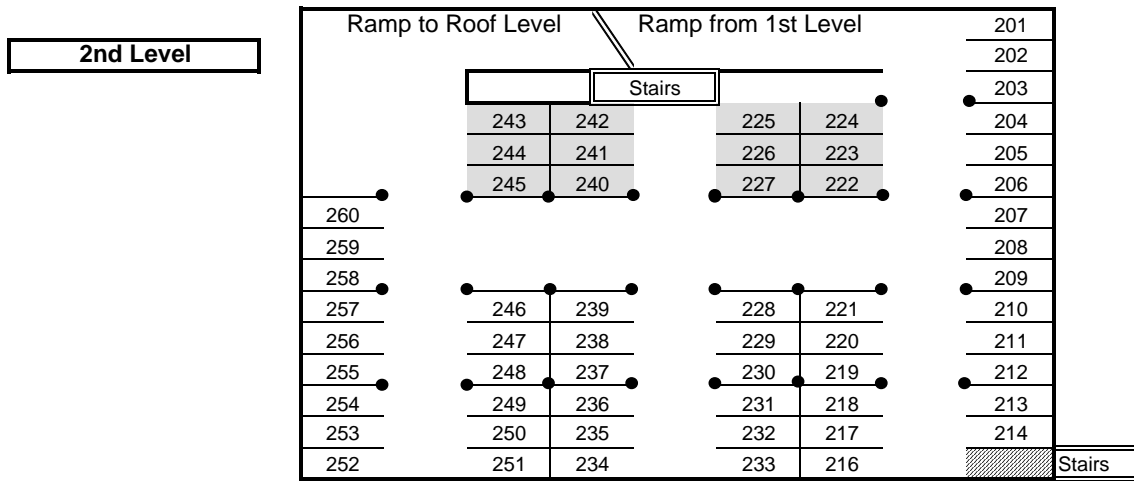 Ramp to Roof Level Ramp from 1st Level 201
2nd Level 202
Stairs 203
243 242 225 224 204
244 241 226 223 205
245 240 227 222 206
260 207
259 208
258 209
257 246 239 228 221 210
256 247 238 229 220 211
255 248 237 230 219 212
254 249 236 231 218 213
253 250 235 232 217 214
252 251 234 233 216 Stairs